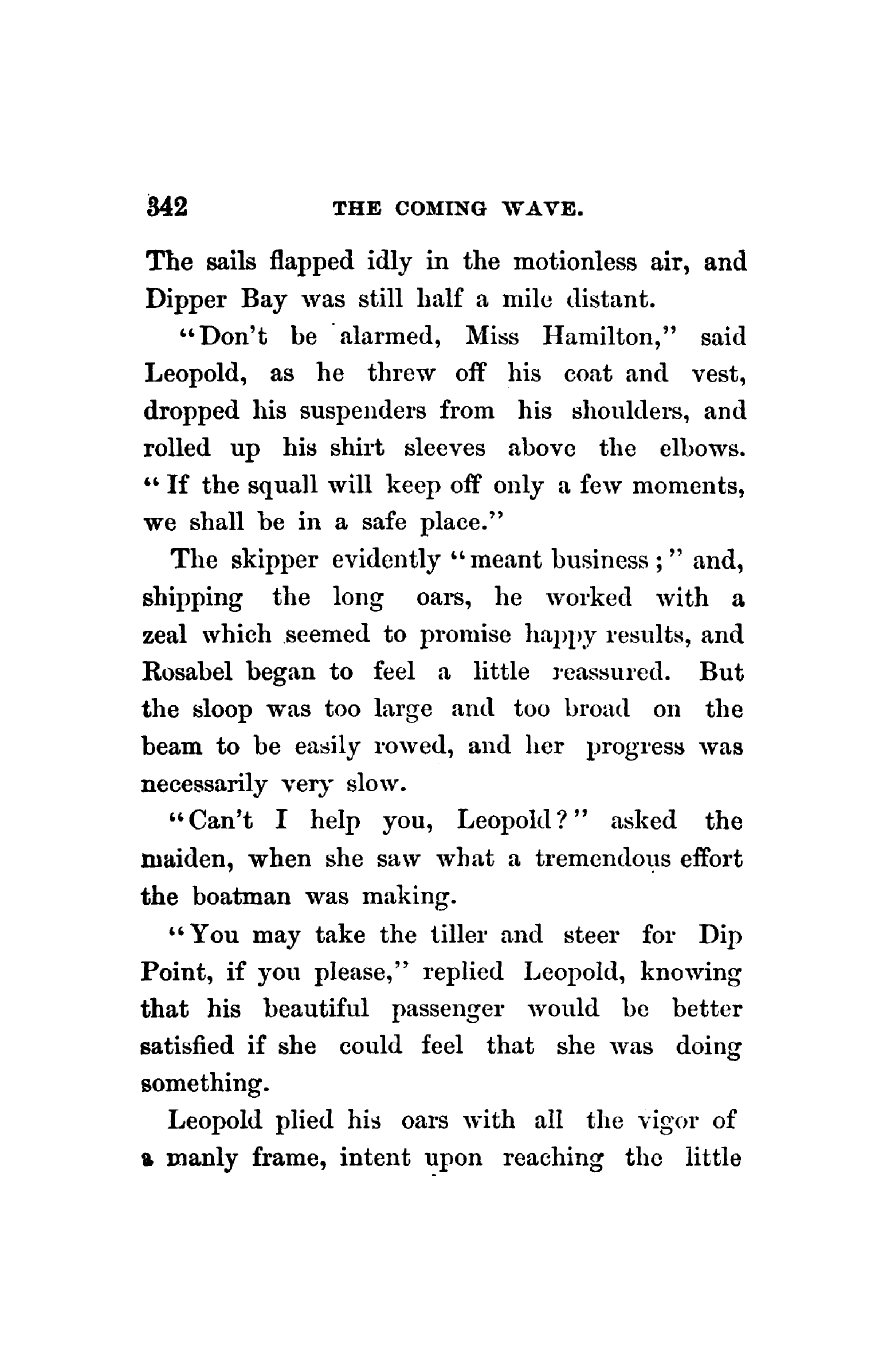 342 THE COMING WAVE.
The sails flapped idly in the motionless air, and
Dipper Bay was still half a mile distant.
“Don’t be alarmed, Miss Hamilton,” said
Leopold, as he threw off his coat and vest,
dropped his suspenders from his shoulders, and
rolled up his shirt sleeves above the elbows.
“If the squall will keep off only a few moments,
we shall be in a safe place.”
The skipper evidently “meant business;” and,
shipping the long oars, he worked with a
zeal which seemed to promise happy results, and
Rosabel began to feel a little reassured. But
the sloop was too large and too broad on the
beam to be easily rowed, and her progress was
necessarily very slow.
“Can’t I help you, Leopold?” asked the
maiden, when she saw what a tremendous effort
the boatman was making.
“You may take the tiller and steer for Dip
Point, if you please,” replied Leopold, knowing
that his beautiful passenger would be better
satisfied if she could feel that she was doing
something.
Leopold plied his oars with all the vigor of
a manly frame, intent upon reaching the little